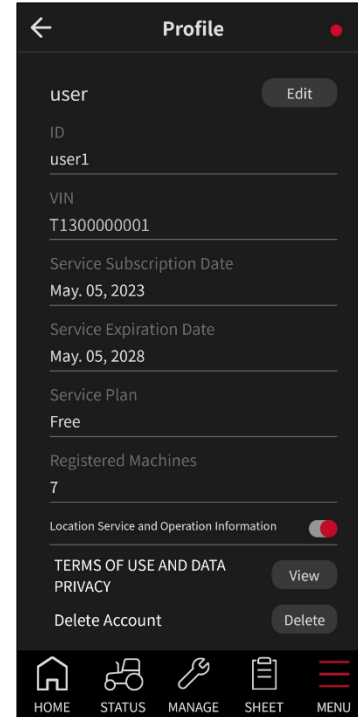 Profile
user
Edit
ID
user1
VIN
T1300000001
Service Subscription Date
May. 05, 2023
Service Expiration Date
May. 05, 2028
Service Plan
Free
Registered Machines
7
Location Service and Operation Information
TERMS OF USE AND DATA
PRIVACY
View
Delete Account
Delete
HOME
STATUS
MANAGE
SHEET
MENU